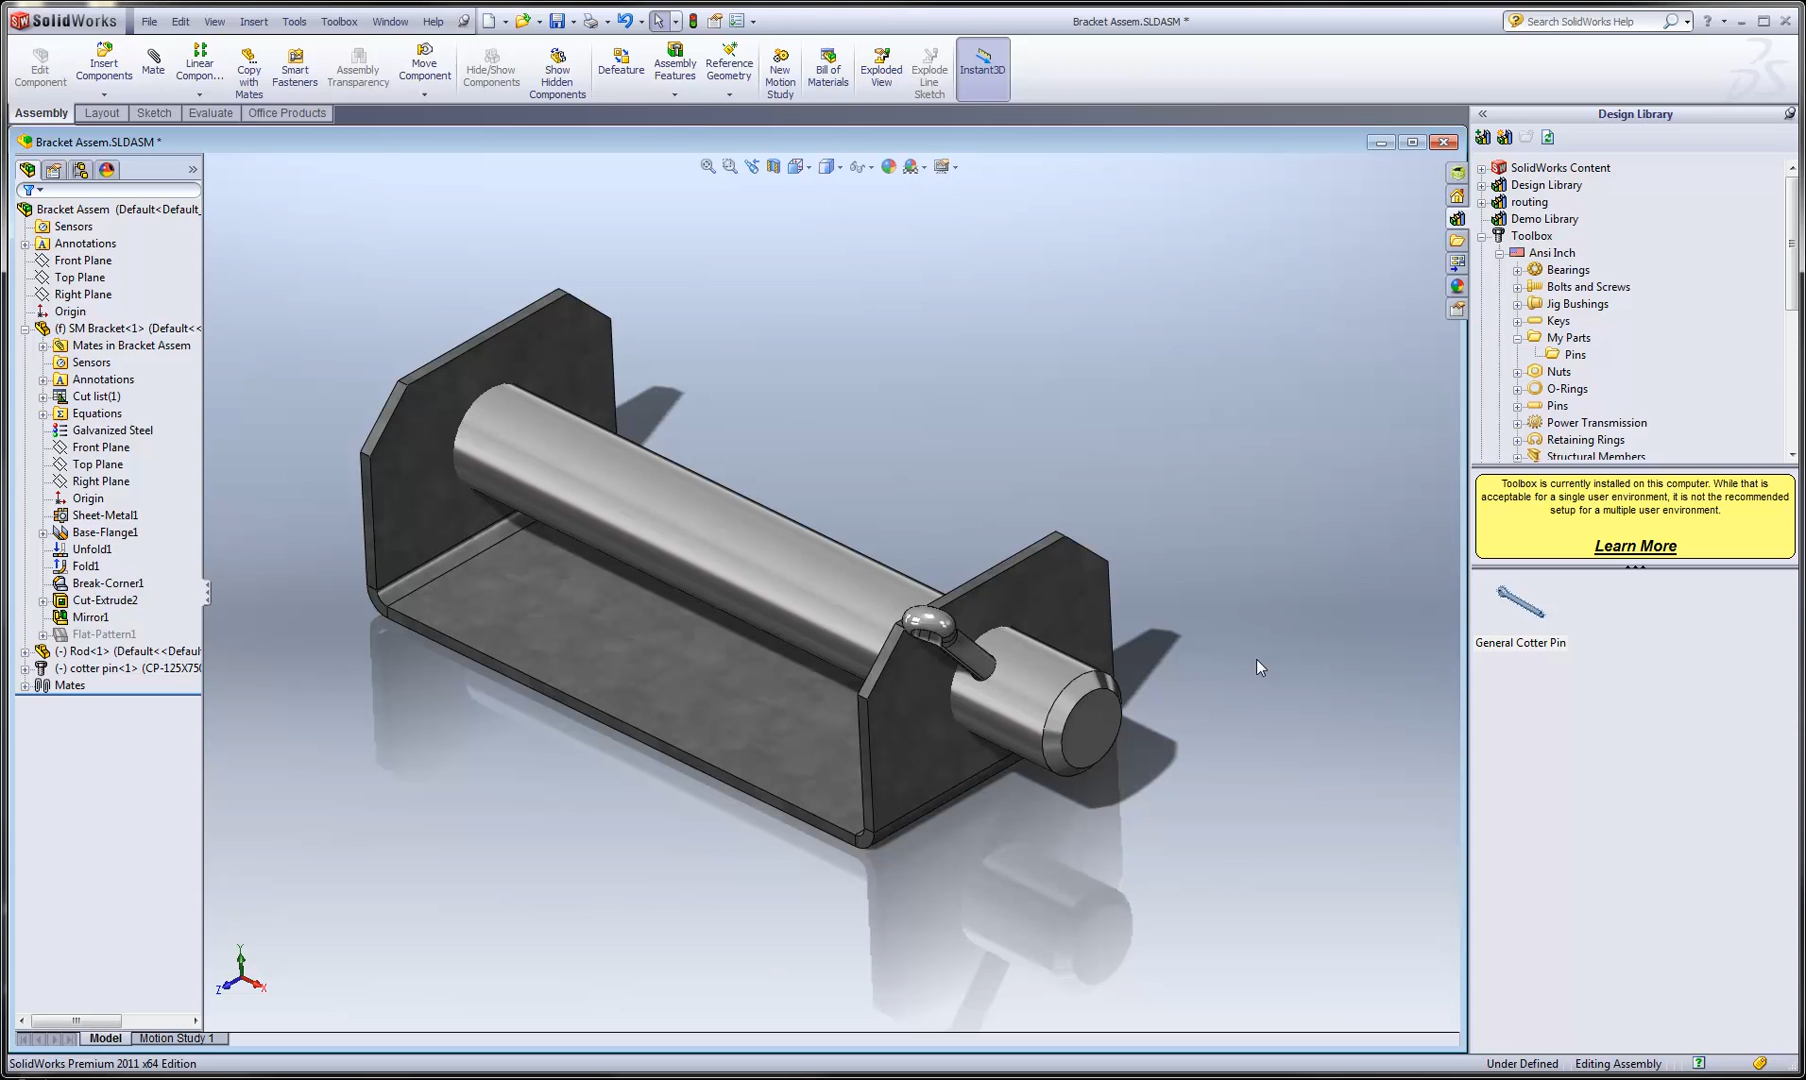 SolidWorks File Edit View Insert Tools Toolbox Window Help Bracket Assem.SLDASM * Search SolidWorks Help
Edit Component
Insert Components
Mate
Linear Compon...
Copy with Mates
Smart Fasteners
Assembly Transparency
Move Component
Hide/Show Components
Show Hidden Components
Defeature
Assembly Features
Reference Geometry
New Motion Study
Bill of Materials
Exploded View
Explode Line Sketch
Instant3D
Assembly Layout Sketch Evaluate Office Products
Bracket Assem.SLDASM *
Bracket Assem (Default<Default_
Sensors
Annotations
Front Plane
Top Plane
Right Plane
Origin
(f) SM Bracket<1> (Default<<
Mates in Bracket Assem
Sensors
Annotations
Cut list(1)
Equations
Galvanized Steel
Front Plane
Top Plane
Right Plane
Origin
Sheet-Metal1
Base-Flange1
Unfold1
Fold1
Break-Corner1
Cut-Extrude2
Mirror1
Flat-Pattern1
(-) Rod<1> (Default<<Defaul
(-) cotter pin<1> (CP-125X750
Mates
Y
Z
X
Design Library
SolidWorks Content
Design Library
routing
Demo Library
Toolbox
Ansi Inch
Bearings
Bolts and Screws
Jig Bushings
Keys
My Parts
Pins
Nuts
O-Rings
Pins
Power Transmission
Retaining Rings
Structural Members
Toolbox is currently installed on this computer. While that is
acceptable for a single user environment, it is not the recommended
setup for a multiple user environment.
Learn More
General Cotter Pin
Model Motion Study 1
SolidWorks Premium 2011 x64 Edition Under Defined Editing Assembly